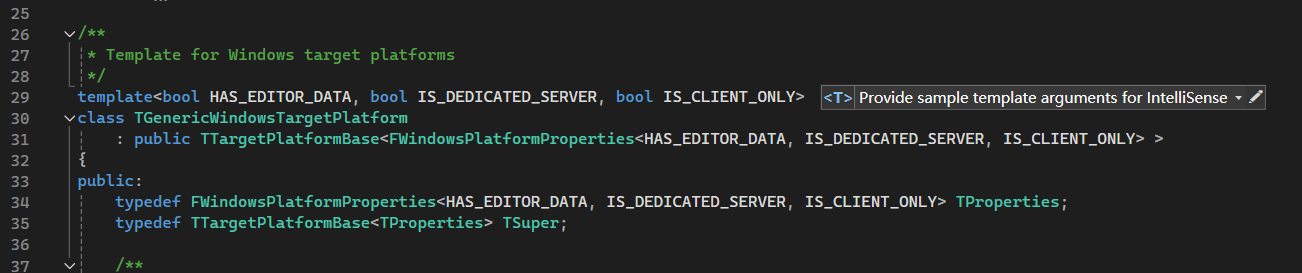 25
26 /**
27 * Template for Windows target platforms
28 */
29 template<bool HAS_EDITOR_DATA, bool IS_DEDICATED_SERVER, bool IS_CLIENT_ONLY> <T> Provide sample template arguments for IntelliSense
30 class TGenericWindowsTargetPlatform
31 : public TTargetPlatformBase<FWindowsPlatformProperties<HAS_EDITOR_DATA, IS_DEDICATED_SERVER, IS_CLIENT_ONLY> >
32 {
33 public:
34 typedef FWindowsPlatformProperties<HAS_EDITOR_DATA, IS_DEDICATED_SERVER, IS_CLIENT_ONLY> TProperties;
35 typedef TTargetPlatformBase<TProperties> TSuper;
36
37 /**